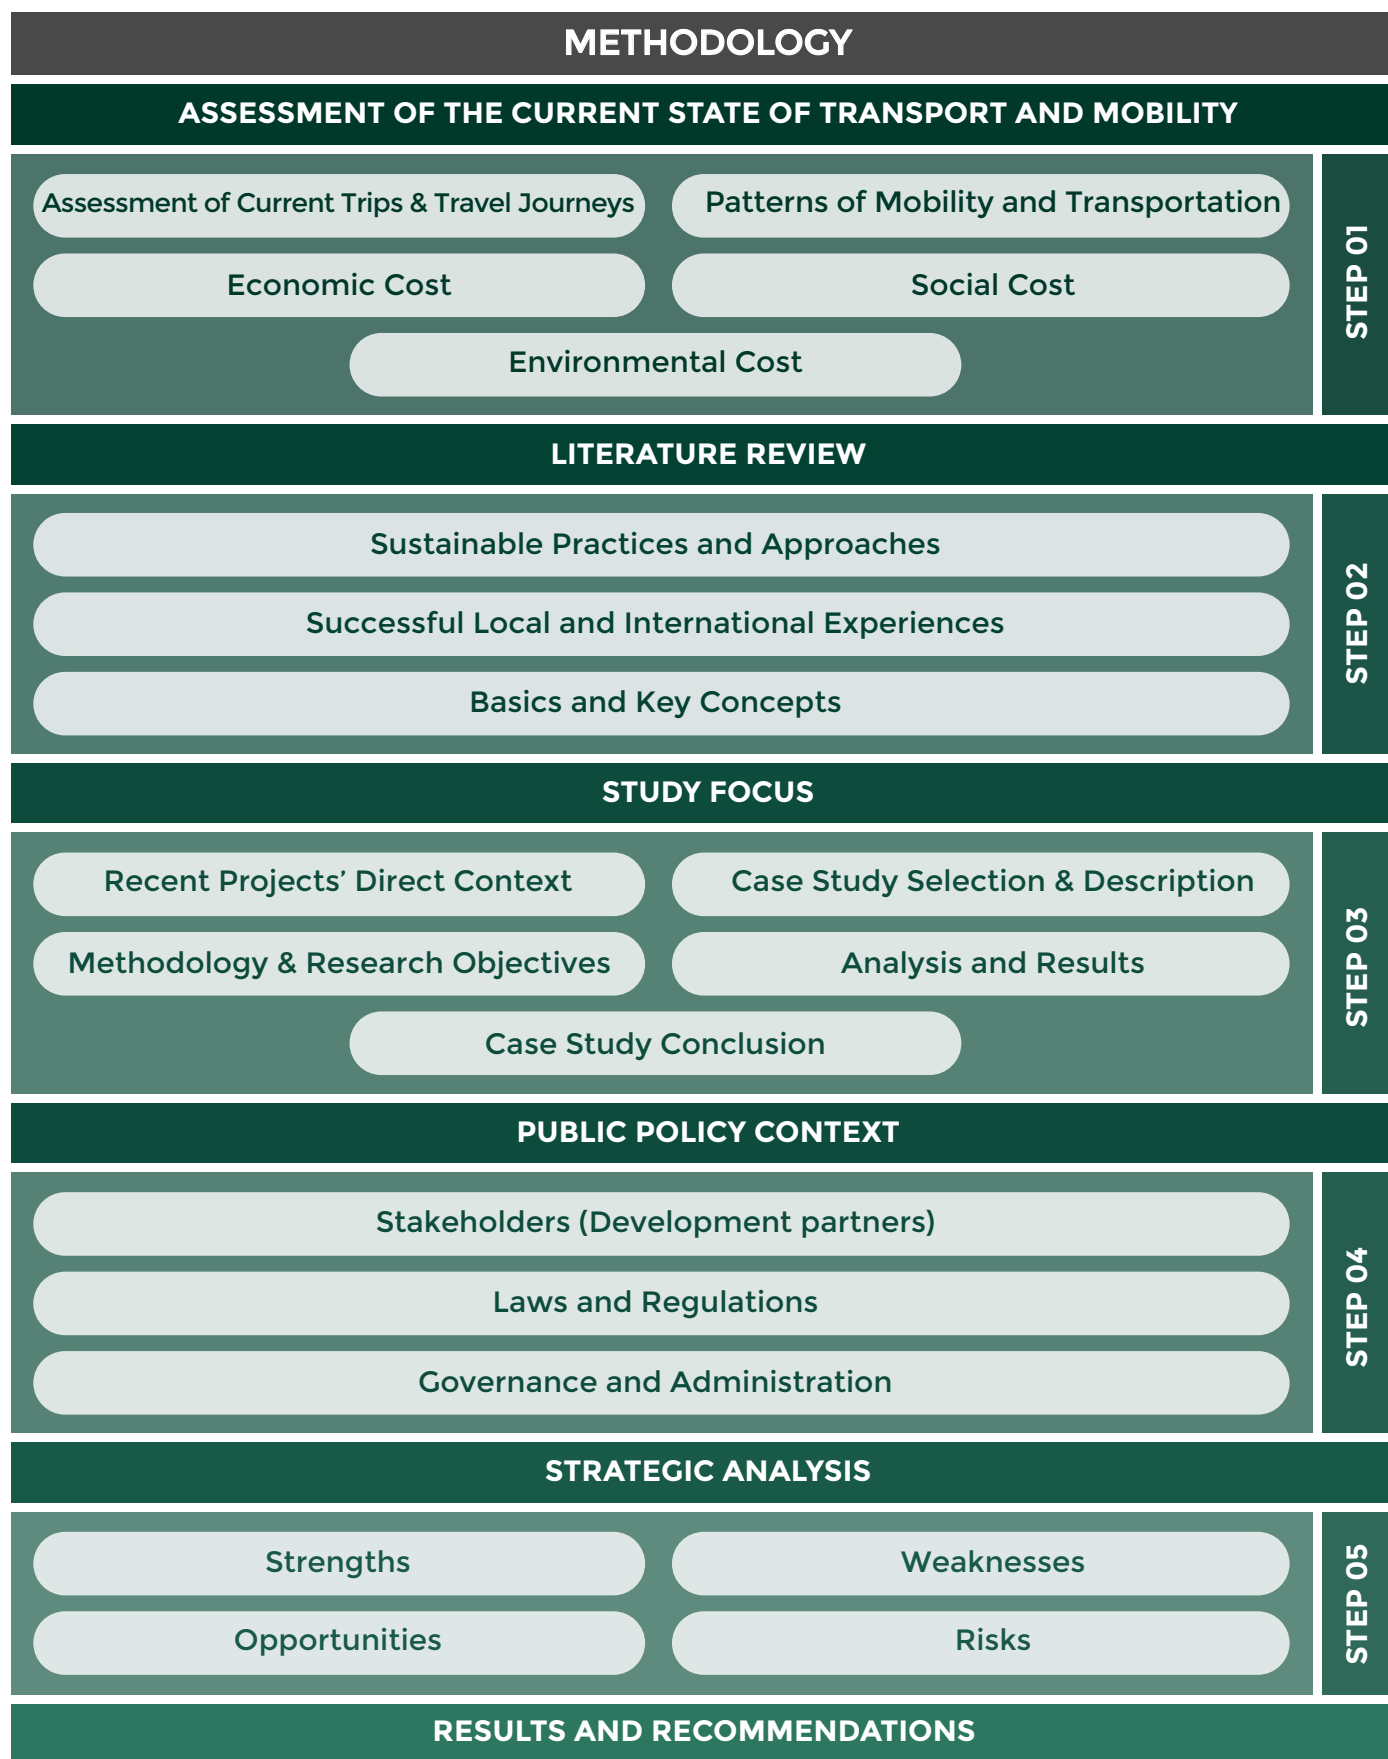 METHODOLOGY
ASSESSMENT OF THE CURRENT STATE OF TRANSPORT AND MOBILITY
Assessment of Current Trips & Travel Journeys
Patterns of Mobility and Transportation
Economic Cost
Social Cost
Environmental Cost
STEP 01
LITERATURE REVIEW
Sustainable Practices and Approaches
Successful Local and International Experiences
Basics and Key Concepts
STEP 02
STUDY FOCUS
Recent Projects’ Direct Context
Case Study Selection & Description
Methodology & Research Objectives
Analysis and Results
Case Study Conclusion
STEP 03
PUBLIC POLICY CONTEXT
Stakeholders (Development partners)
Laws and Regulations
Governance and Administration
STEP 04
STRATEGIC ANALYSIS
Strengths
Weaknesses
Opportunities
Risks
STEP 05
RESULTS AND RECOMMENDATIONS